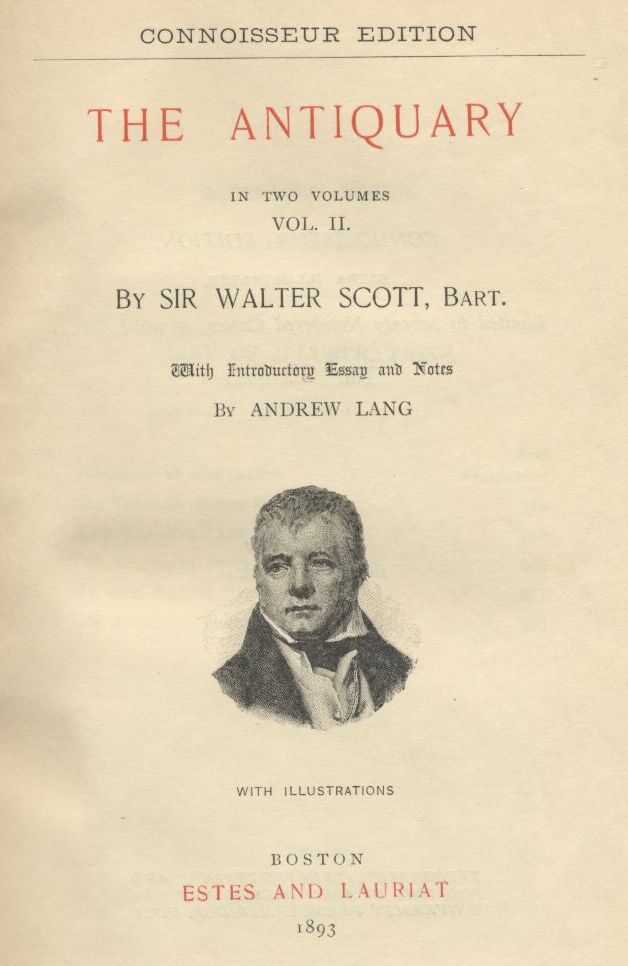 CONNOISSEUR EDITION
THE ANTIQUARY
IN TWO VOLUMES
VOL. II.
BY SIR WALTER SCOTT, BART.
With Introductory Essay and Notes
BY ANDREW LANG
WITH ILLUSTRATIONS
BOSTON
ESTES AND LAURIAT
1893